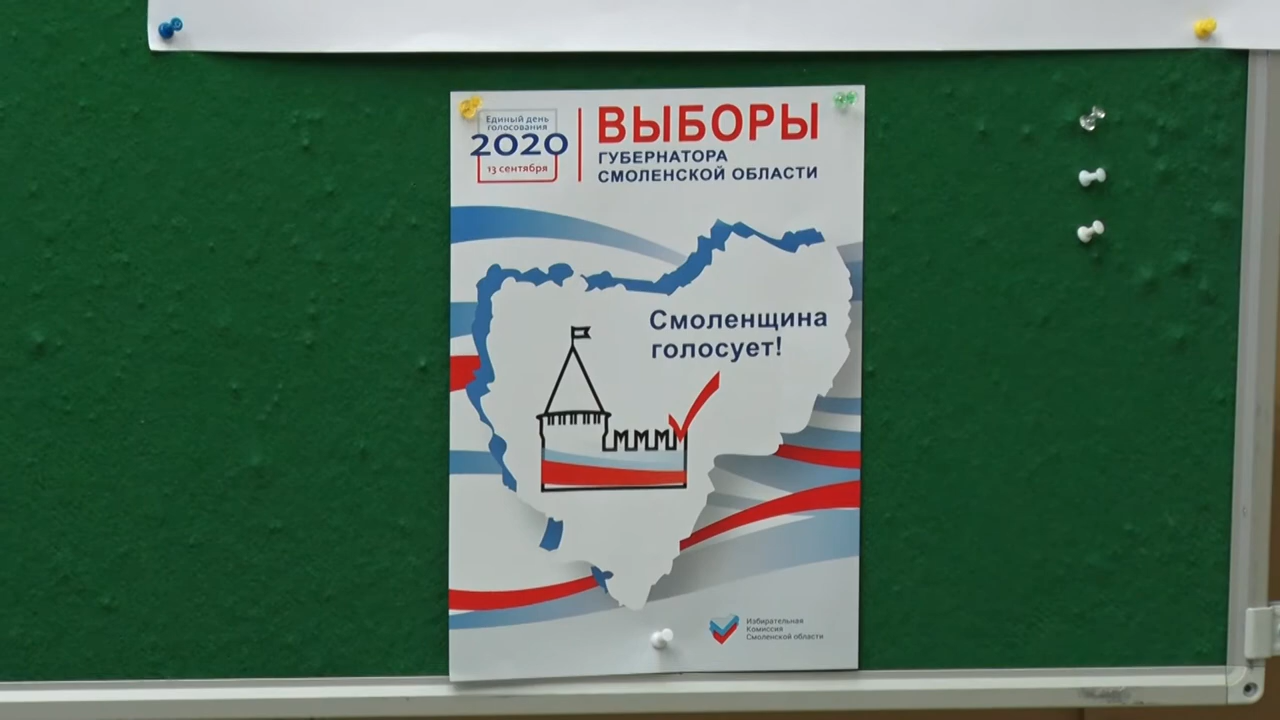 Единый день
голосования
2020
13 сентября
ВЫБОРЫ
ГУБЕРНАТОРА
СМОЛЕНСКОЙ ОБЛАСТИ
Смоленщина
голосует!
Избирательная
Комиссия
Смоленской области